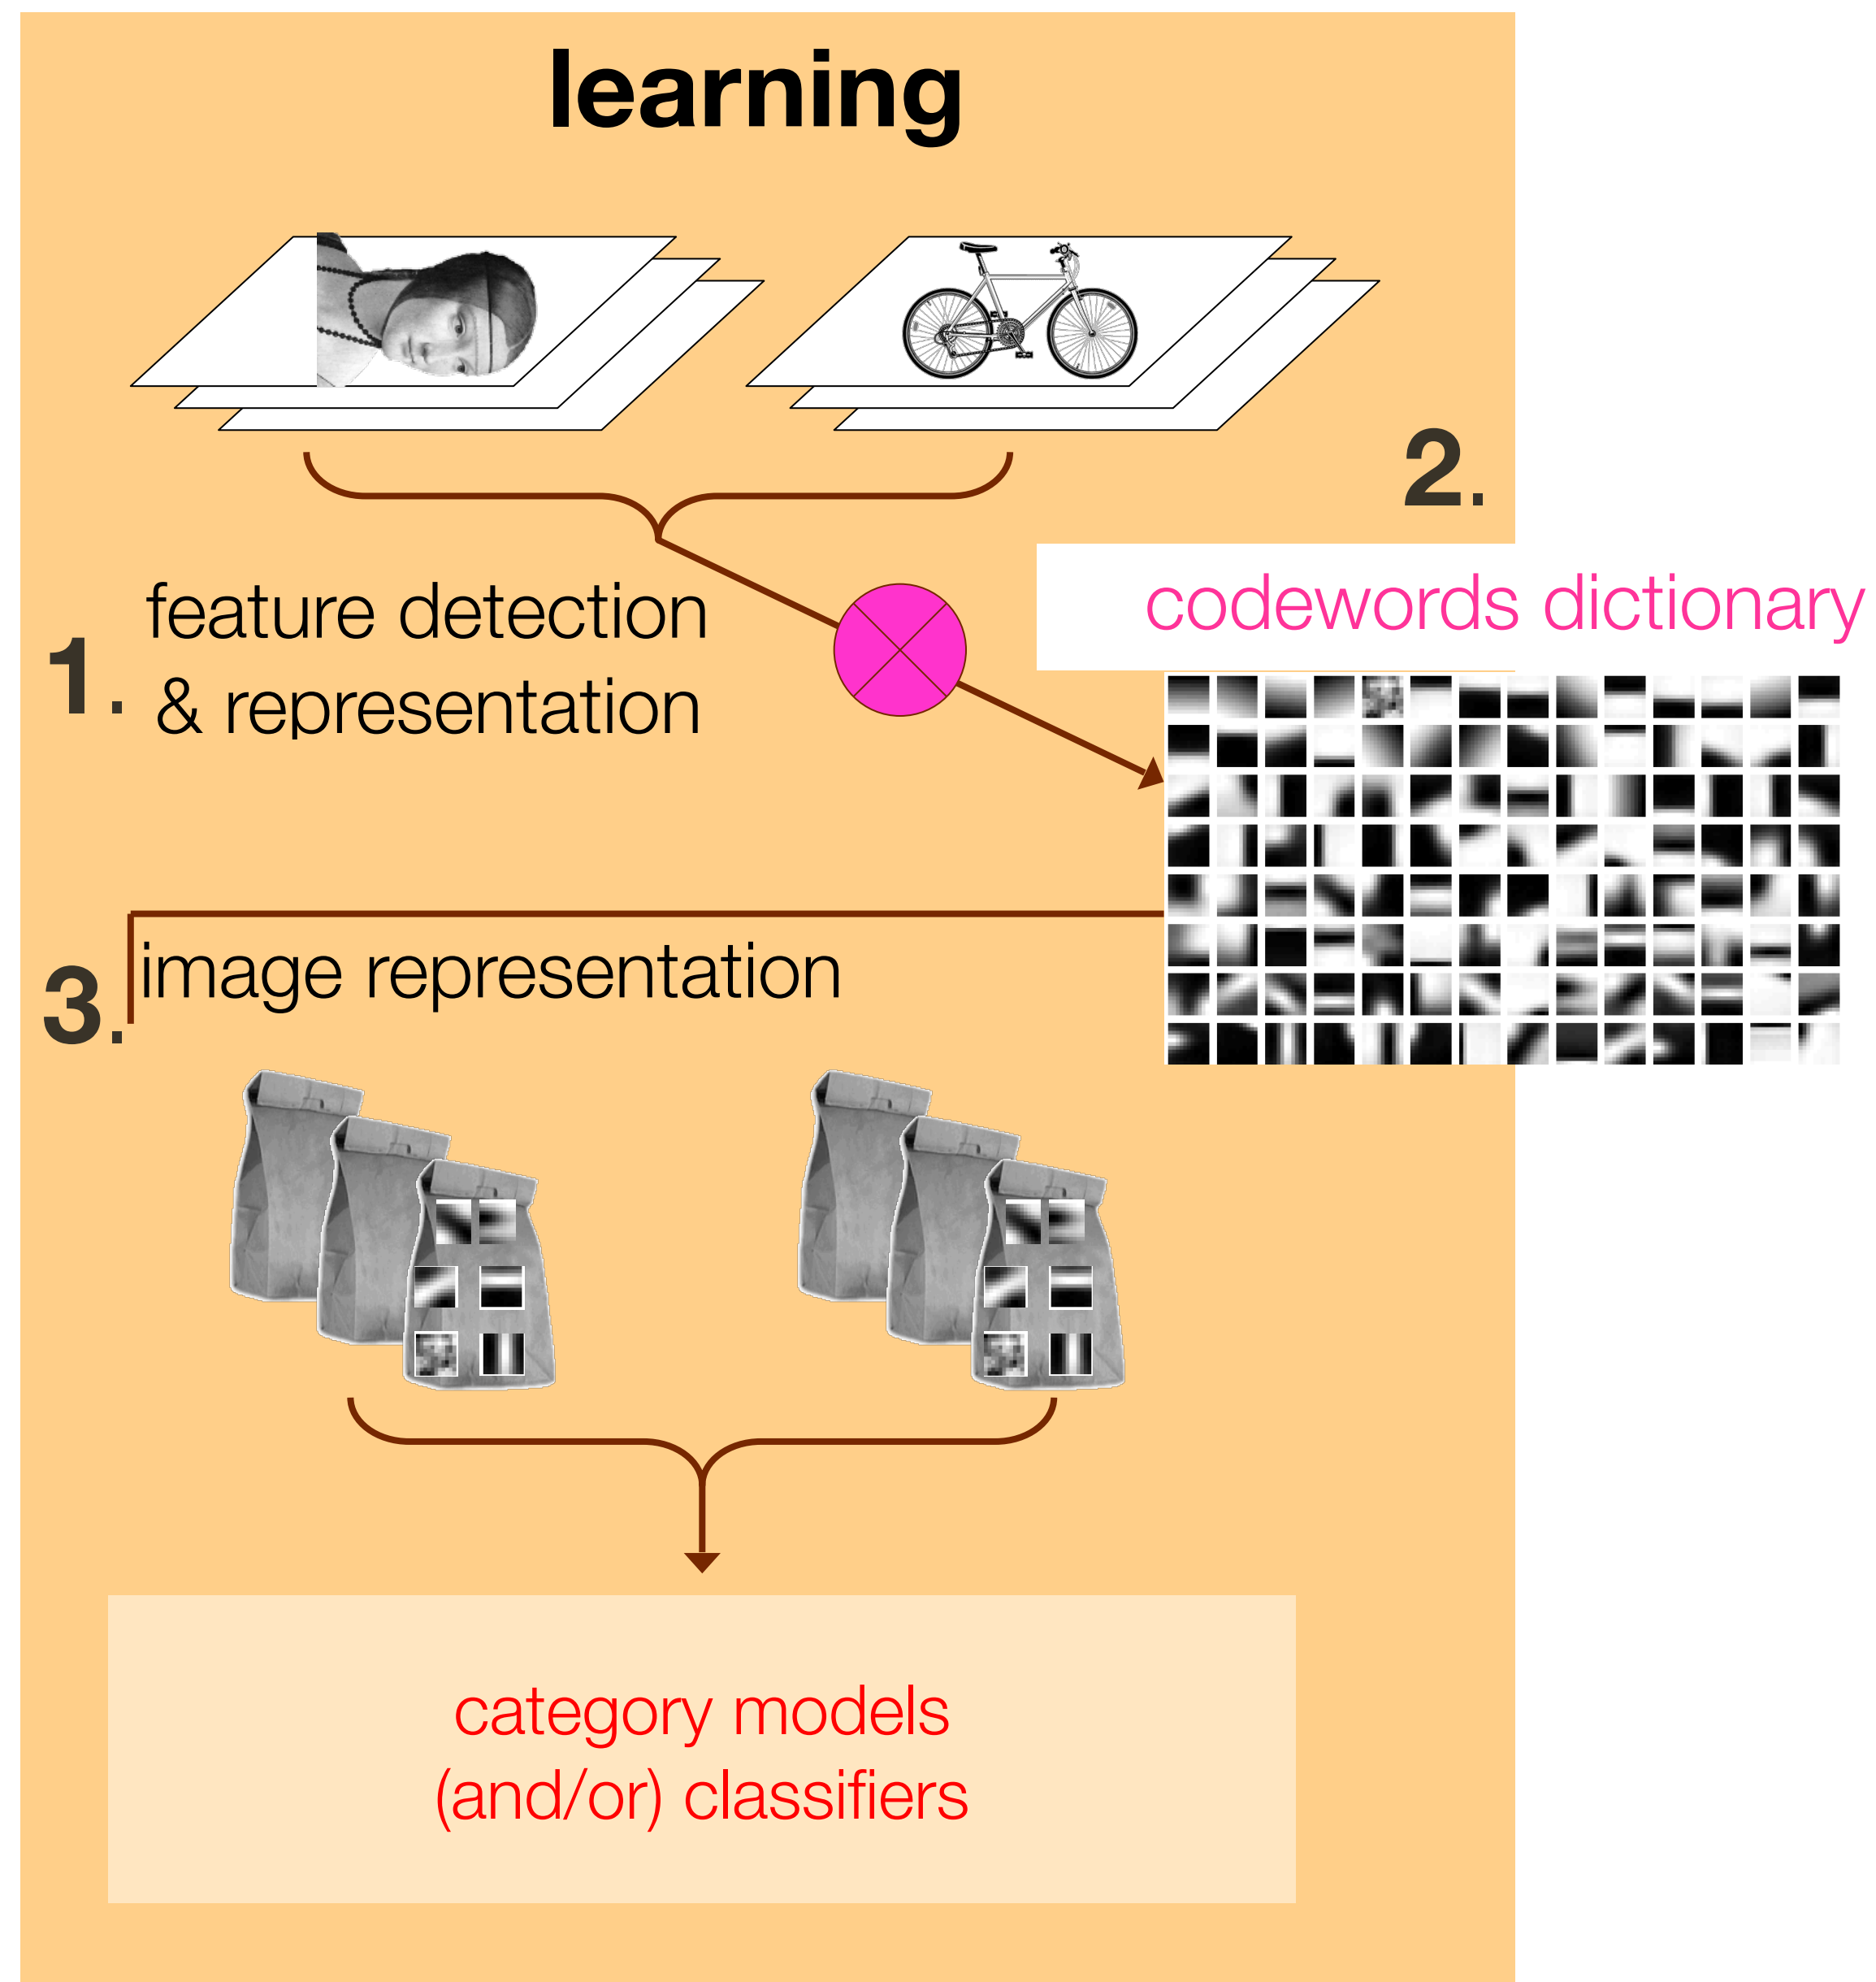 learning
2.
feature detection
1. & representation
codewords dictionary
3. image representation
category models
(and/or) classifiers